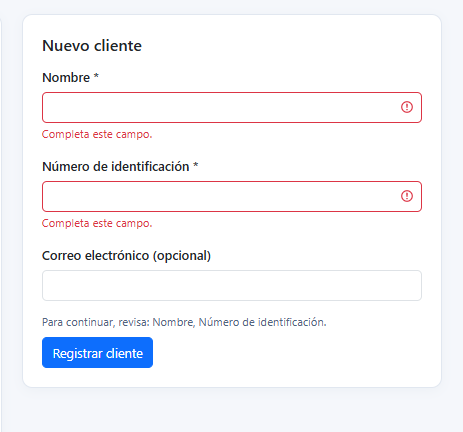 Nuevo cliente
Nombre *
Completa este campo.
Número de identificación *
Completa este campo.
Correo electrónico (opcional)
Para continuar, revisa: Nombre, Número de identificación.
Registrar cliente